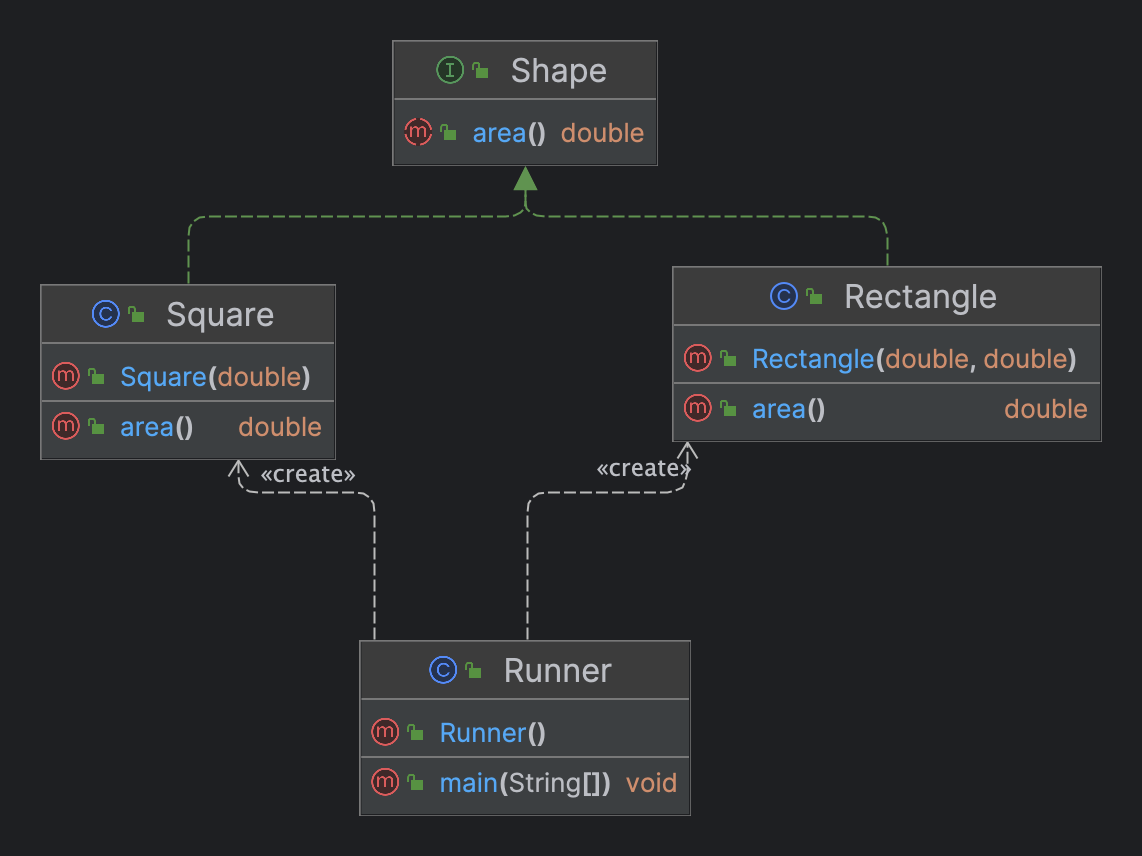 I Shape
m area() double
C Square
m Square(double)
m area() double
C Rectangle
m Rectangle(double, double)
m area() double
«create»
«create»
C Runner
m Runner()
m main(String[]) void